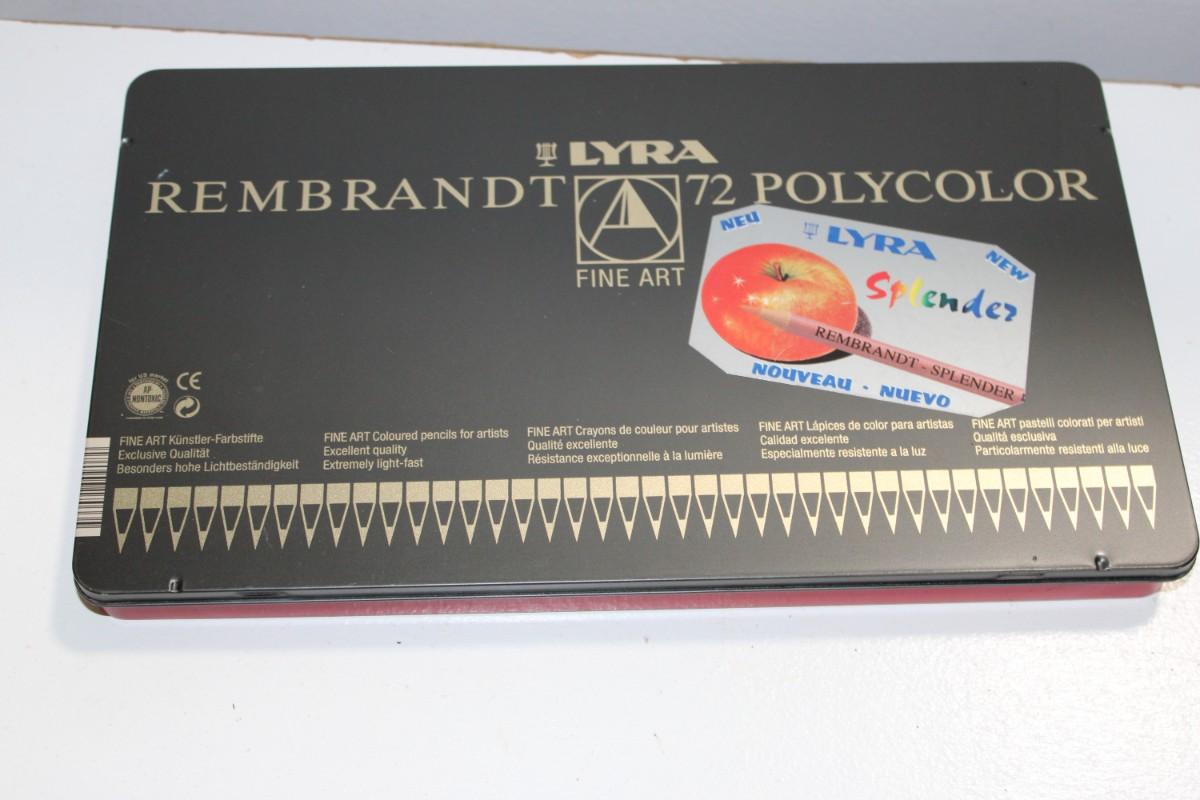 LYRA
REMBRANDT 72 POLYCOLOR
FINE ART
NEU
LYRA
NEW
Splender
REMBRANDT - SPLENDER
NOUVEAU · NUEVO
AP
NONTOXIC
CE
FINE ART Künstler-Farbstifte
Exclusive Qualität
Besonders hohe Lichtbeständigkeit
FINE ART Coloured pencils for artists
Excellent quality
Extremely light-fast
FINE ART Crayons de couleur pour artistes
Qualité excellente
Résistance exceptionnelle à la lumière
FINE ART Lápices de color para artistas
Calidad excelente
Especialmente resistente a la luz
FINE ART pastelli colorati per artisti
Qualitá esclusiva
Particolarmente resistenti alla luce